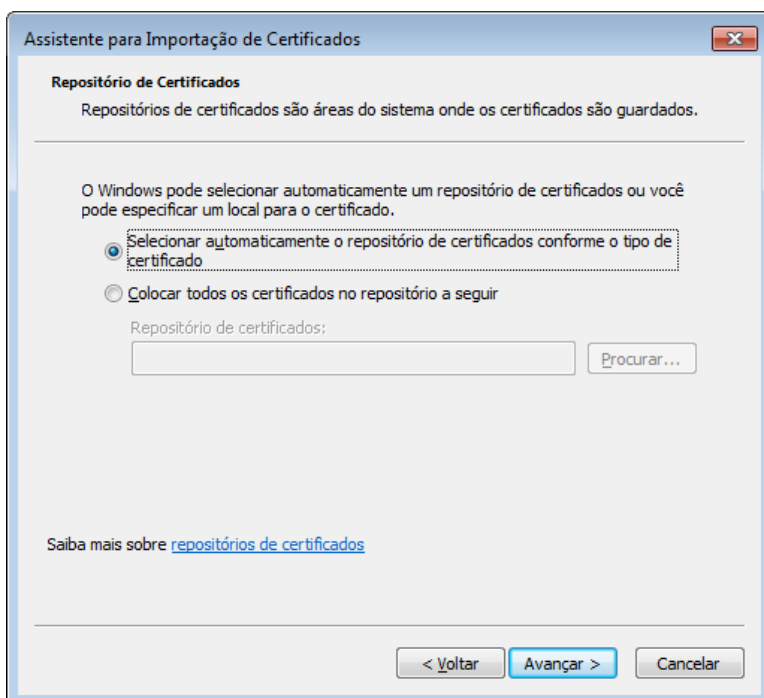 Assistente para Importação de Certificados
Repositório de Certificados
Repositórios de certificados são áreas do sistema onde os certificados são guardados.
O Windows pode selecionar automaticamente um repositório de certificados ou você
pode especificar um local para o certificado.
Selecionar automaticamente o repositório de certificados conforme o tipo de
certificado
Colocar todos os certificados no repositório a seguir
Repositório de certificados:
Procurar...
Saiba mais sobre repositórios de certificados
< Voltar
Avançar >
Cancelar